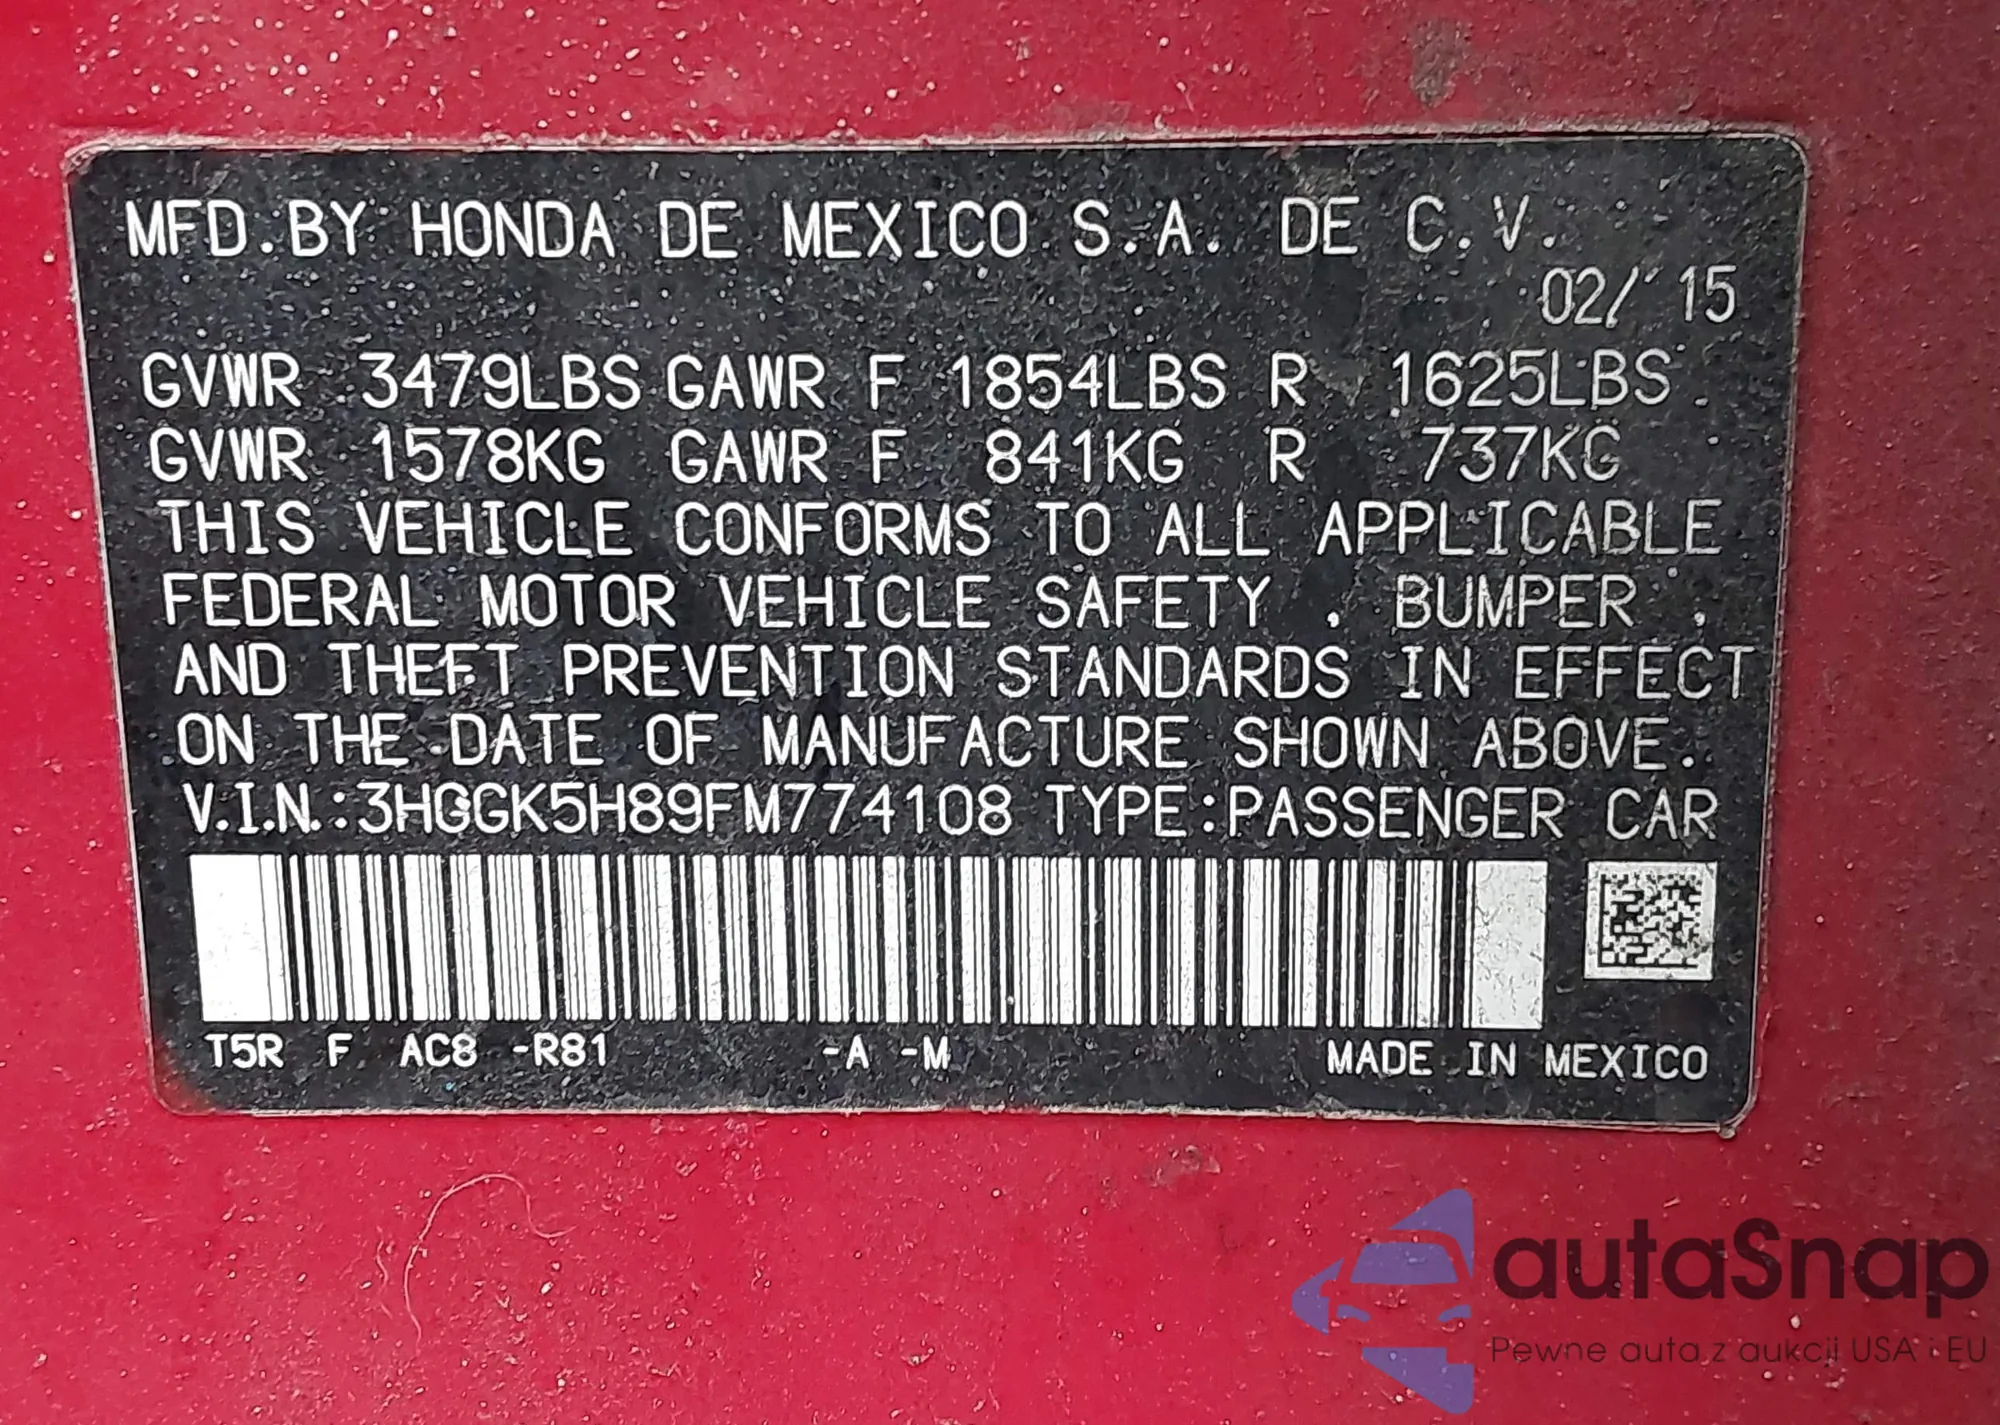 MFD.BY HONDA DE MEXICO S.A. DE C.V.
02/'15
GVWR 3479LBS GAWR F 1854LBS R 1625LBS
GVWR 1578KG GAWR F 841KG R 737KG
THIS VEHICLE CONFORMS TO ALL APPLICABLE
FEDERAL MOTOR VEHICLE SAFETY , BUMPER ,
AND THEFT PREVENTION STANDARDS IN EFFECT
ON THE DATE OF MANUFACTURE SHOWN ABOVE.
V.I.N.:3HGGK5H89FM774108 TYPE:PASSENGER CAR
T5R F AC8 -R81 -A -M MADE IN MEXICO
autaSnap
Pewne auta z aukcji USA i EU